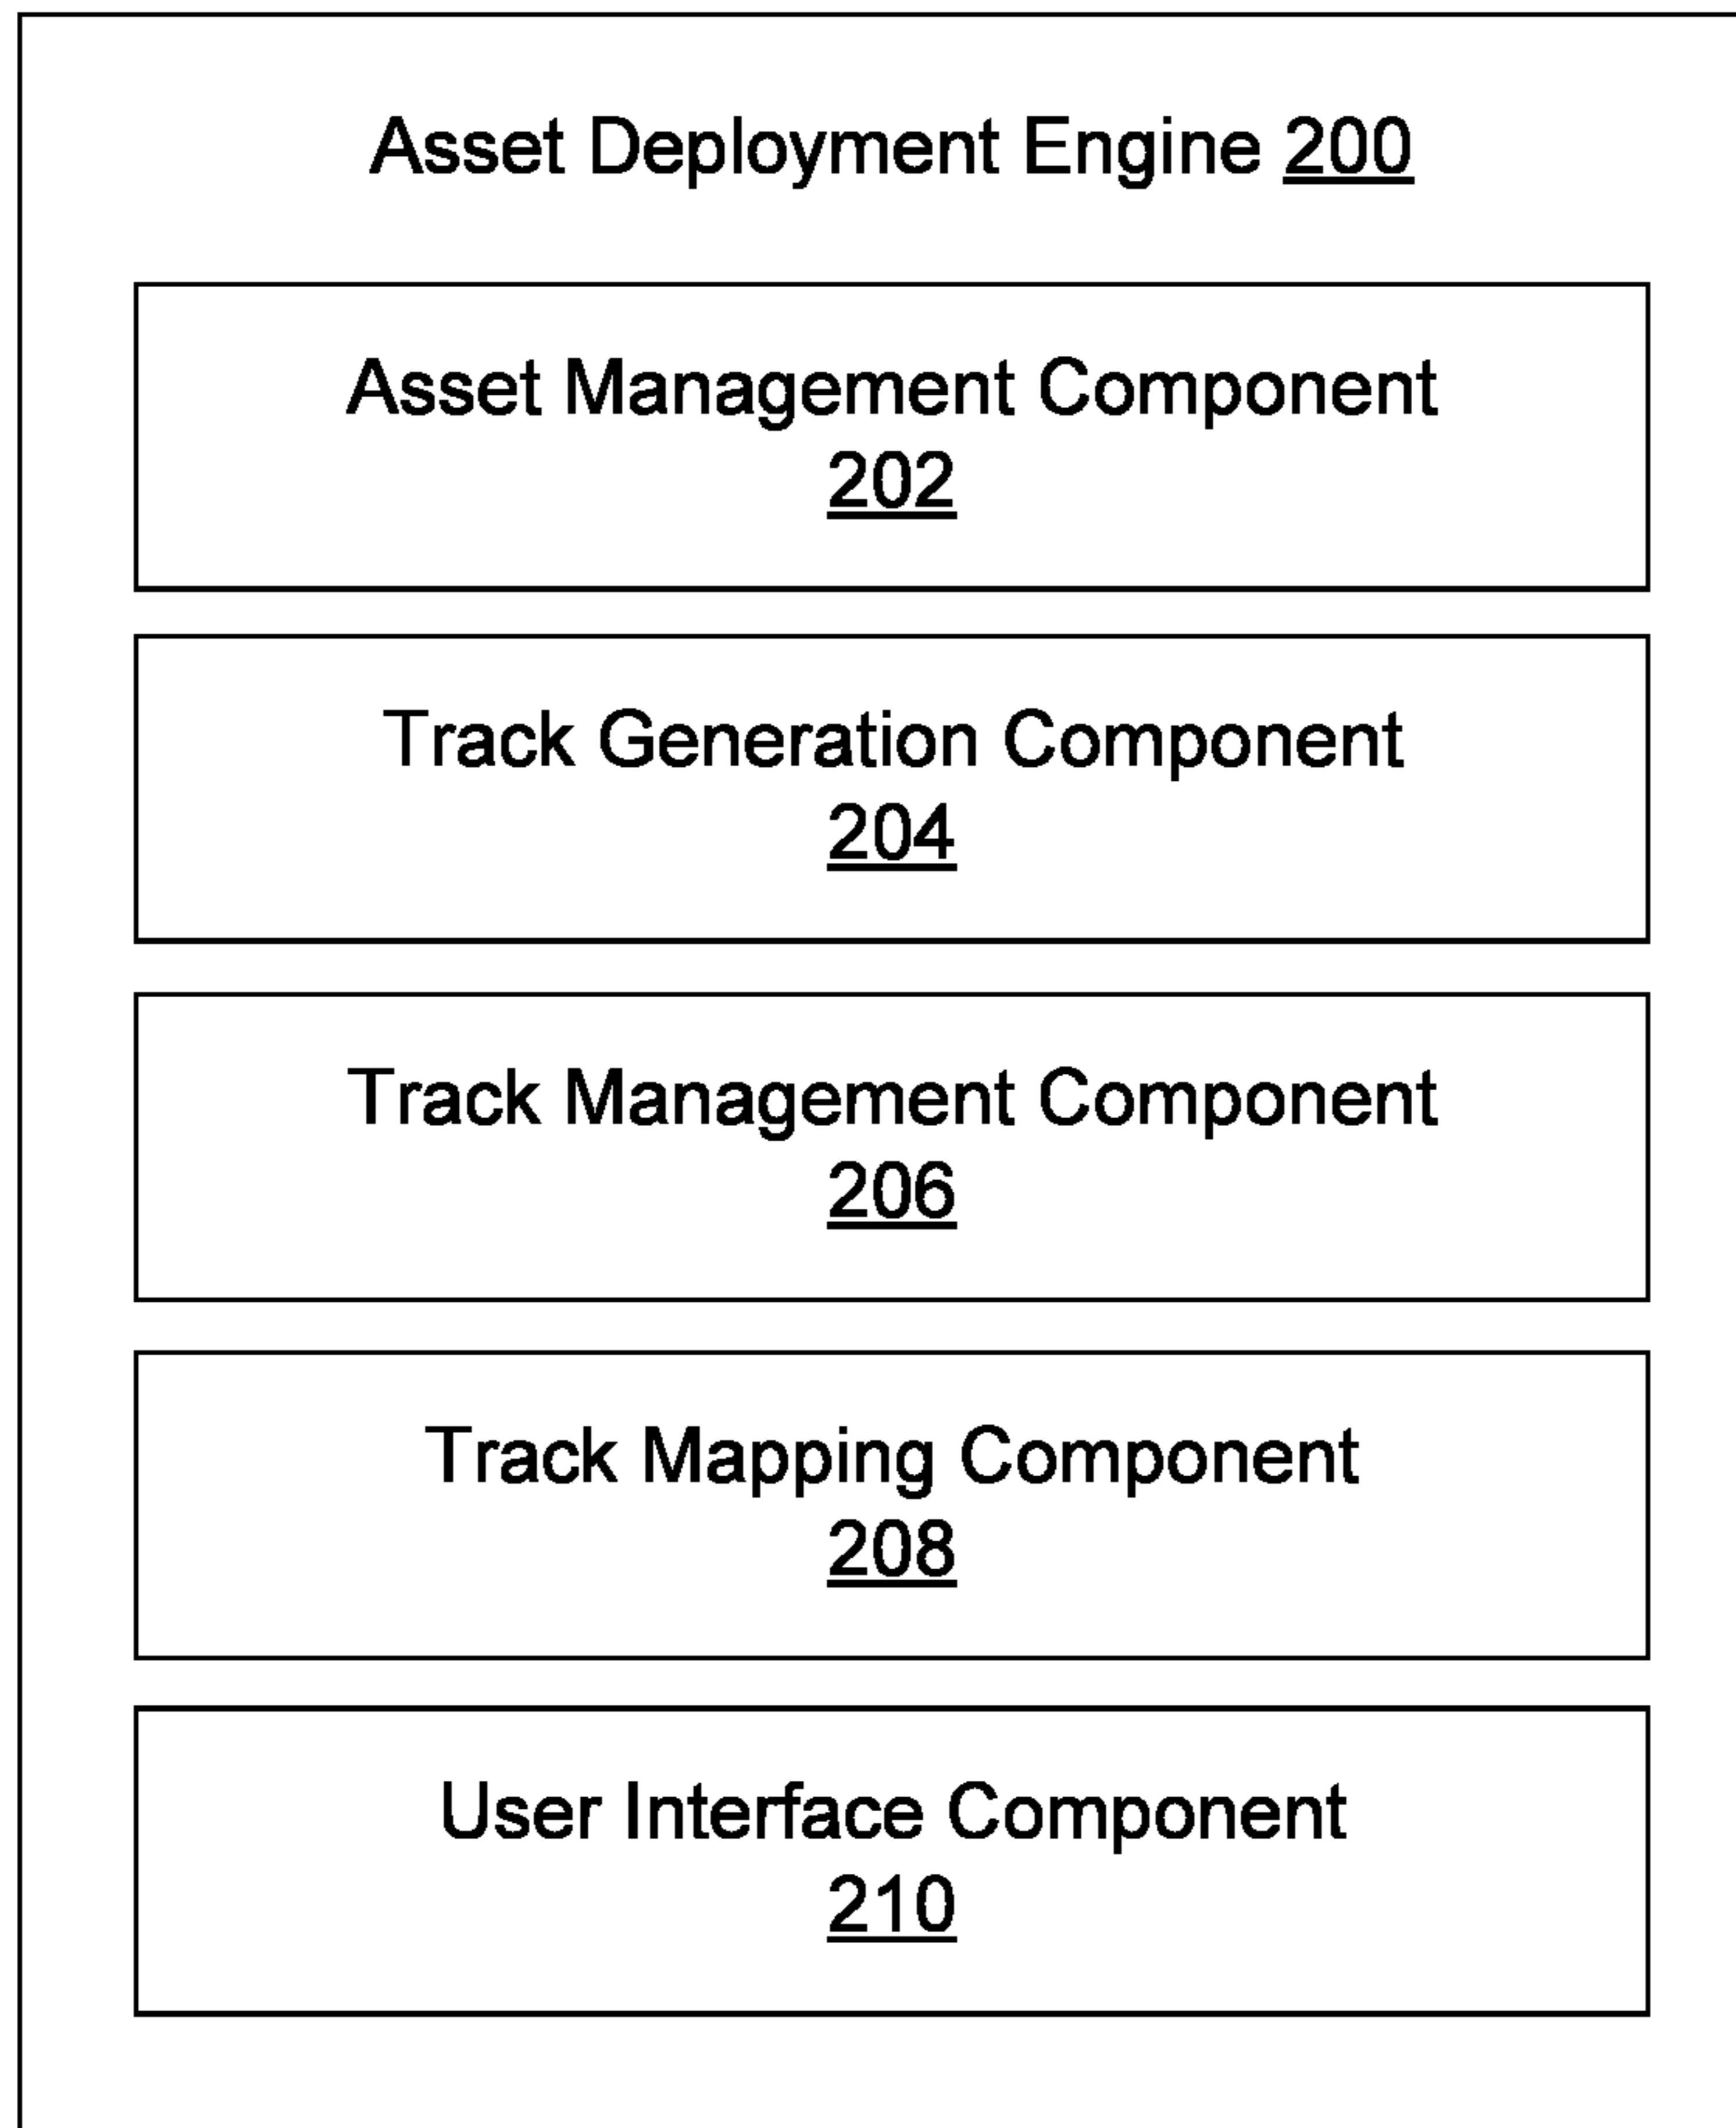 Asset Deployment Engine 200
Asset Management Component
202
Track Generation Component
204
Track Management Component
206
Track Mapping Component
208
User Interface Component
210